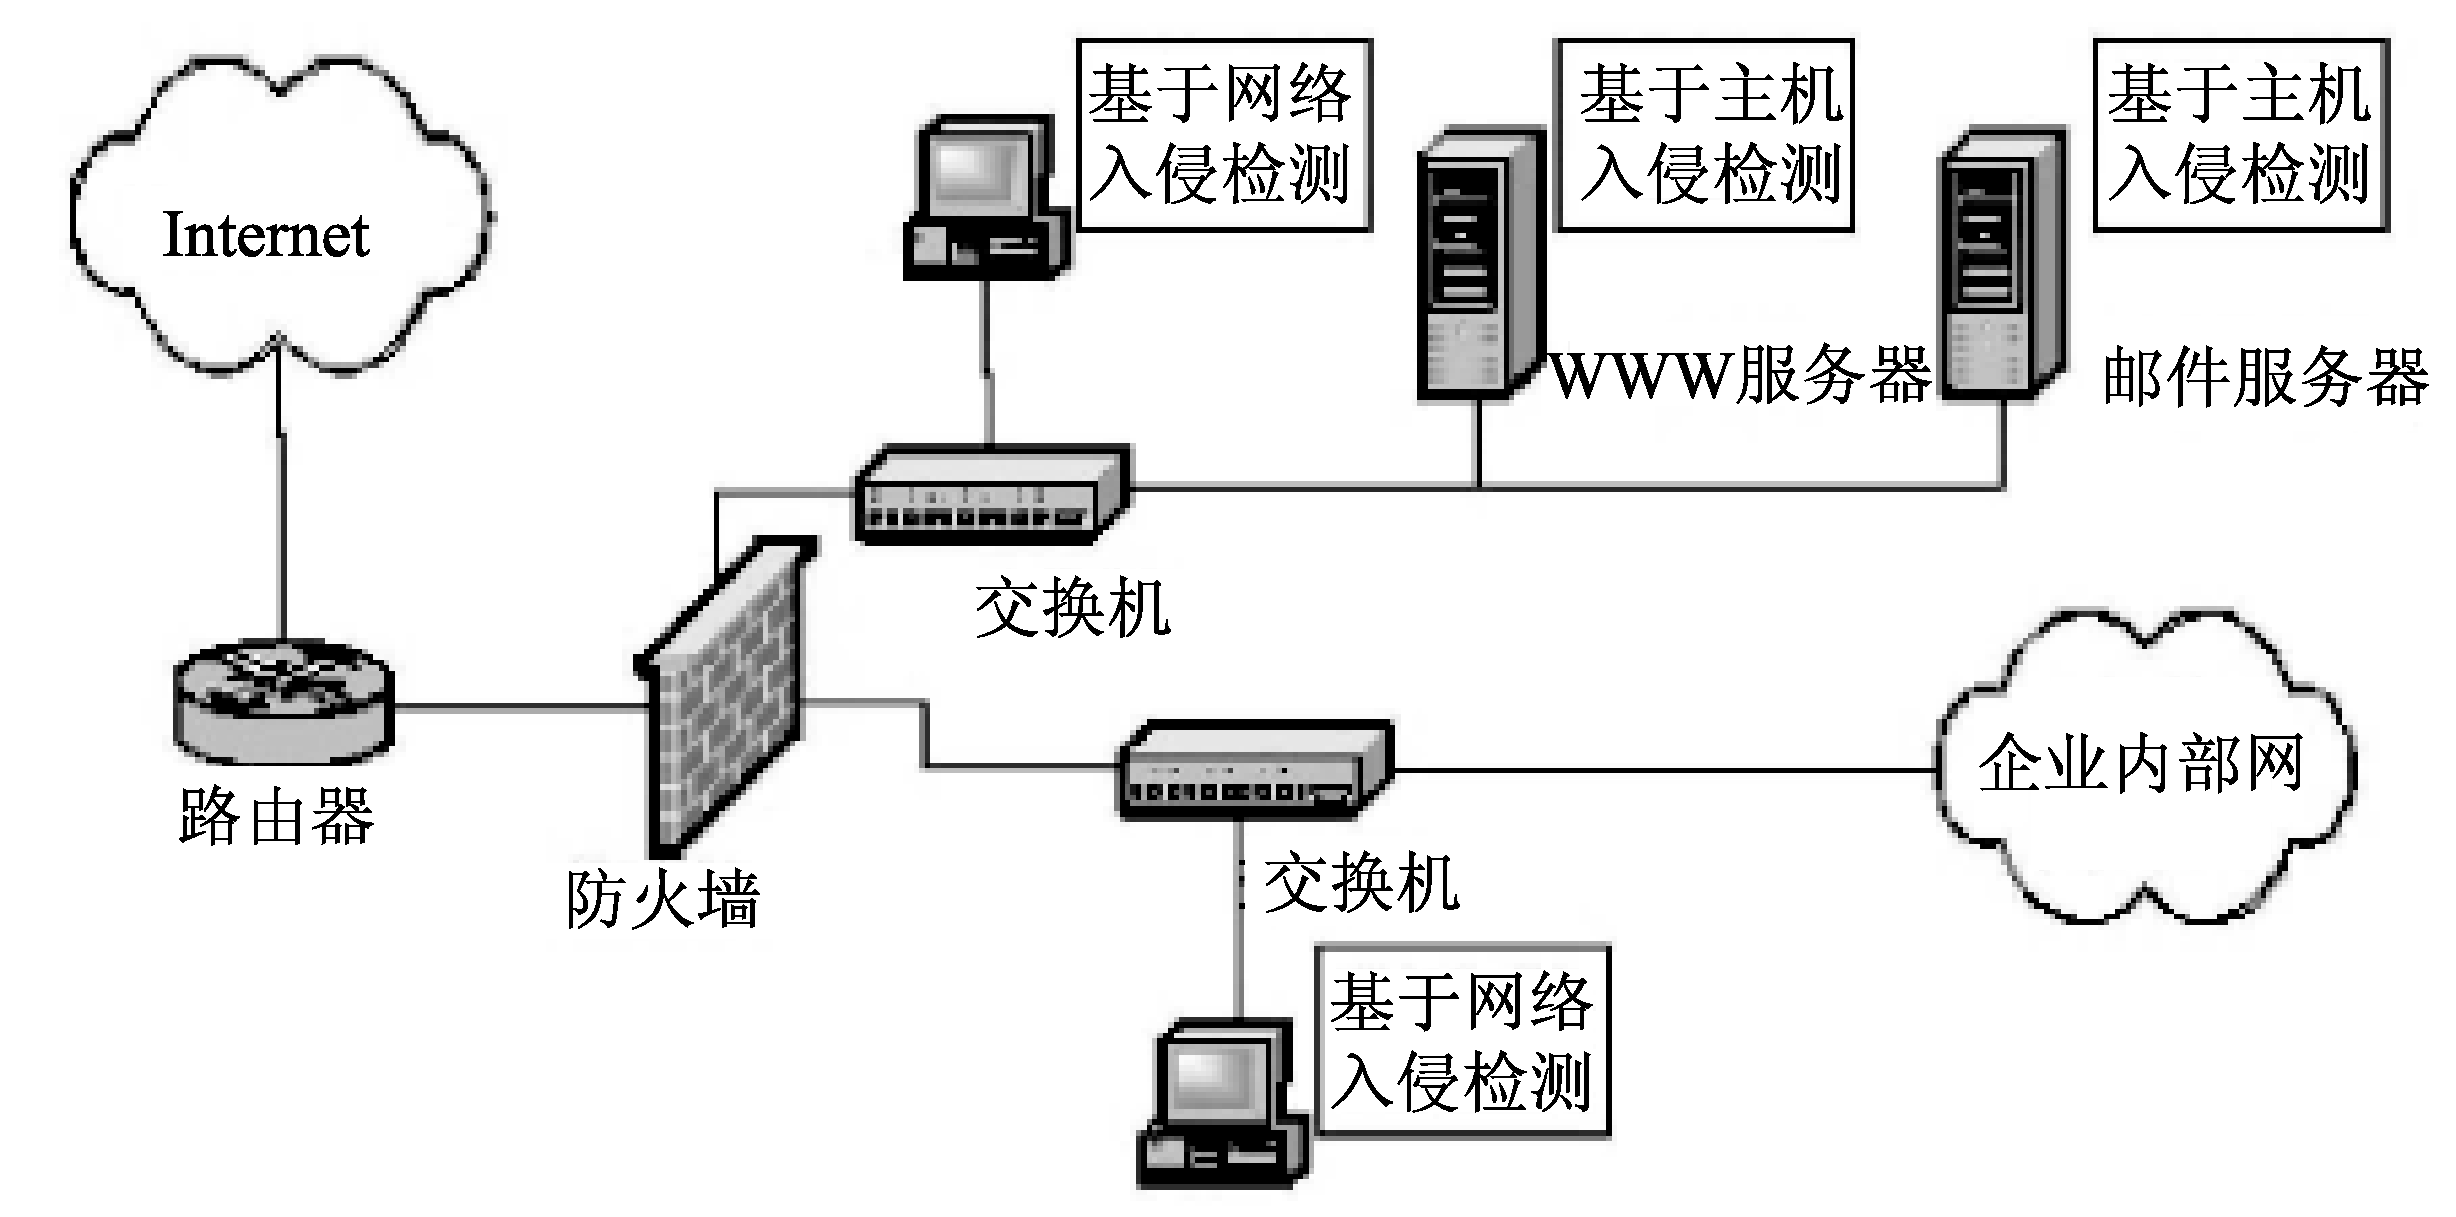 基于网络
入侵检测
基于主机
入侵检测
基于主机
入侵检测
Internet
WWW服务器
邮件服务器
交换机
路由器
防火墙
企业内部网
交换机
基于网络
入侵检测